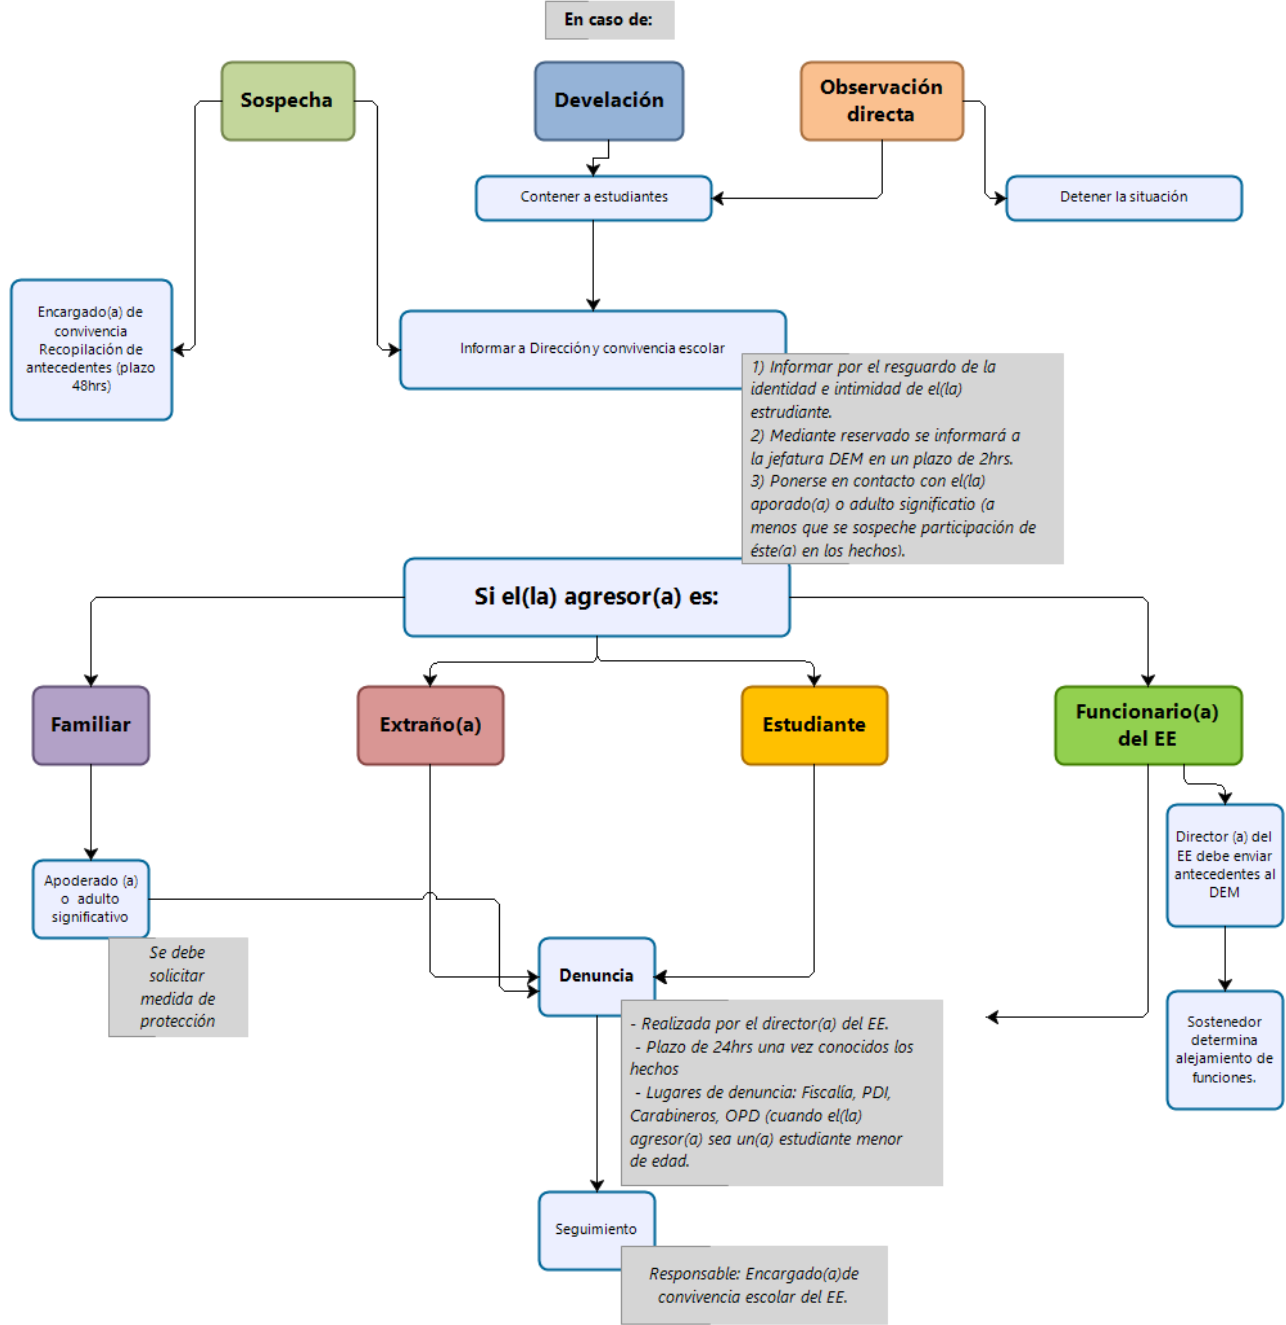 En caso de:
Sospecha
Develación
Observación
directa
Contener a estudiantes
Detener la situación
Encargado(a) de
convivencia
Recopilación de
antecedentes (plazo
48hrs)
Informar a Dirección y convivencia escolar
1) Informar por el resguardo de la
identidad e intimidad de el(la)
estrudiante.
2) Mediante reservado se informará a
la jefatura DEM en un plazo de 2hrs.
3) Ponerse en contacto con el(la)
aporado(a) o adulto significatio (a
menos que se sospeche participación de
éste(a) en los hechos).
Si el(la) agresor(a) es:
Familiar
Extraño(a)
Estudiante
Funcionario(a)
del EE
Director (a) del
EE debe enviar
antecedentes al
DEM
Apoderado (a)
o adulto
significativo
Se debe
solicitar
medida de
protección
Denuncia
- Realizada por el director(a) del EE.
- Plazo de 24hrs una vez conocidos los
hechos
- Lugares de denuncia: Fiscalía, PDI,
Carabineros, OPD (cuando el(la)
agresor(a) sea un(a) estudiante menor
de edad.
Sostenedor
determina
alejamiento de
funciones.
Seguimiento
Responsable: Encargado(a)de
convivencia escolar del EE.